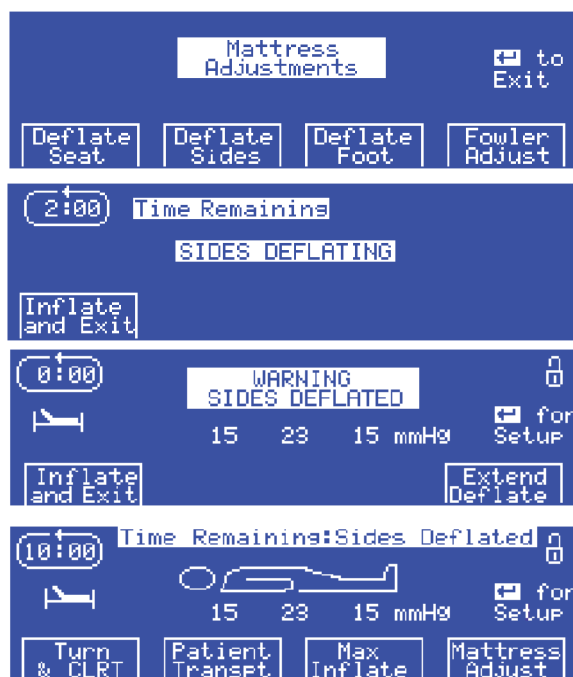 Mattress
Adjustments
↵ to
Exit
Deflate
Seat
Deflate
Sides
Deflate
Foot
Fowler
Adjust
2:00
Time Remaining
SIDES DEFLATING
Inflate
and Exit
0:00
WARNING
SIDES DEFLATED
15 23 15 mmHg
↵ for
Setup
Inflate
and Exit
Extend
Deflate
10:00
Time Remaining:Sides Deflated
15 23 15 mmHg
↵ for
Setup
Turn
& CLRT
Patient
Transpt
Max
Inflate
Mattress
Adjust